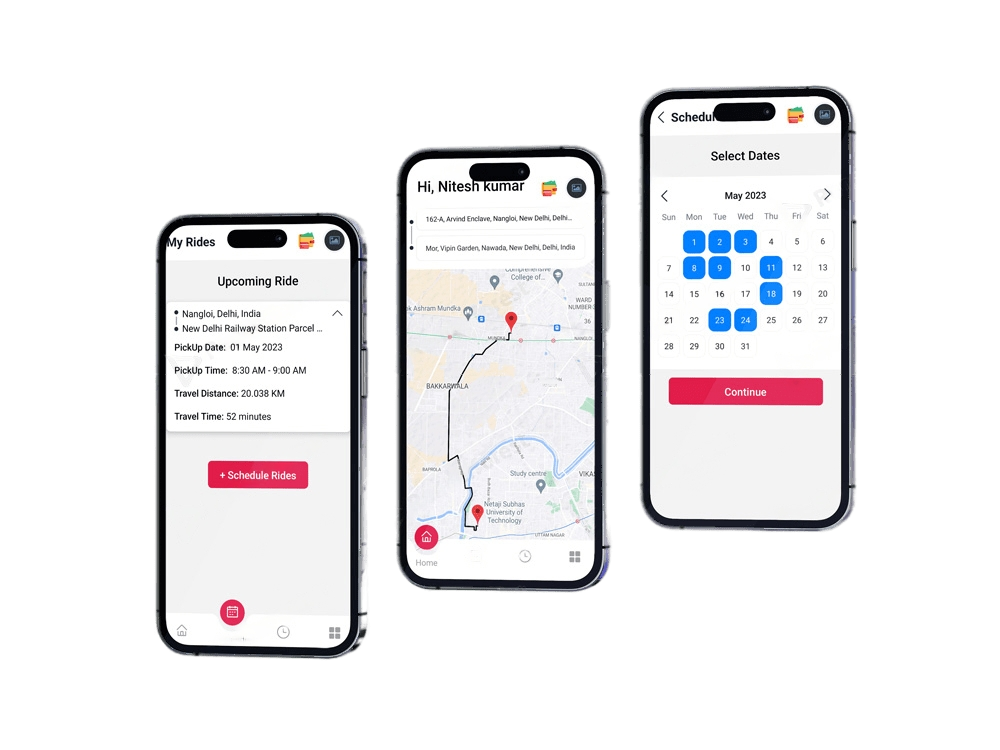 My Rides
Upcoming Ride
Nangloi, Delhi, India
New Delhi Railway Station Parcel ...
PickUp Date: 01 May 2023
PickUp Time: 8:30 AM - 9:00 AM
Travel Distance: 20.038 KM
Travel Time: 52 minutes
+ Schedule Rides
Hi, Nitesh kumar
162-A, Arvind Enclave, Nangloi, New Delhi, Delhi...
Mor, Vipin Garden, Nawada, New Delhi, Delhi, India
Comprehensive
College of...
SULTAN
k Ashram Mundka
WARD
NUMBER-
36
MUNDKA
NANGLOI
BAKKARWALA
BAPROLA
Study centre
VIKAS
Netaji Subhas
University of
Technology
UTTAM NAGAR
Home
Schedul
Select Dates
May 2023
Sun Mon Tue Wed Thu Fri Sat
1 2 3 4 5 6
7 8 9 10 11 12 13
14 15 16 17 18 19 20
21 22 23 24 25 26 27
28 29 30 31
Continue